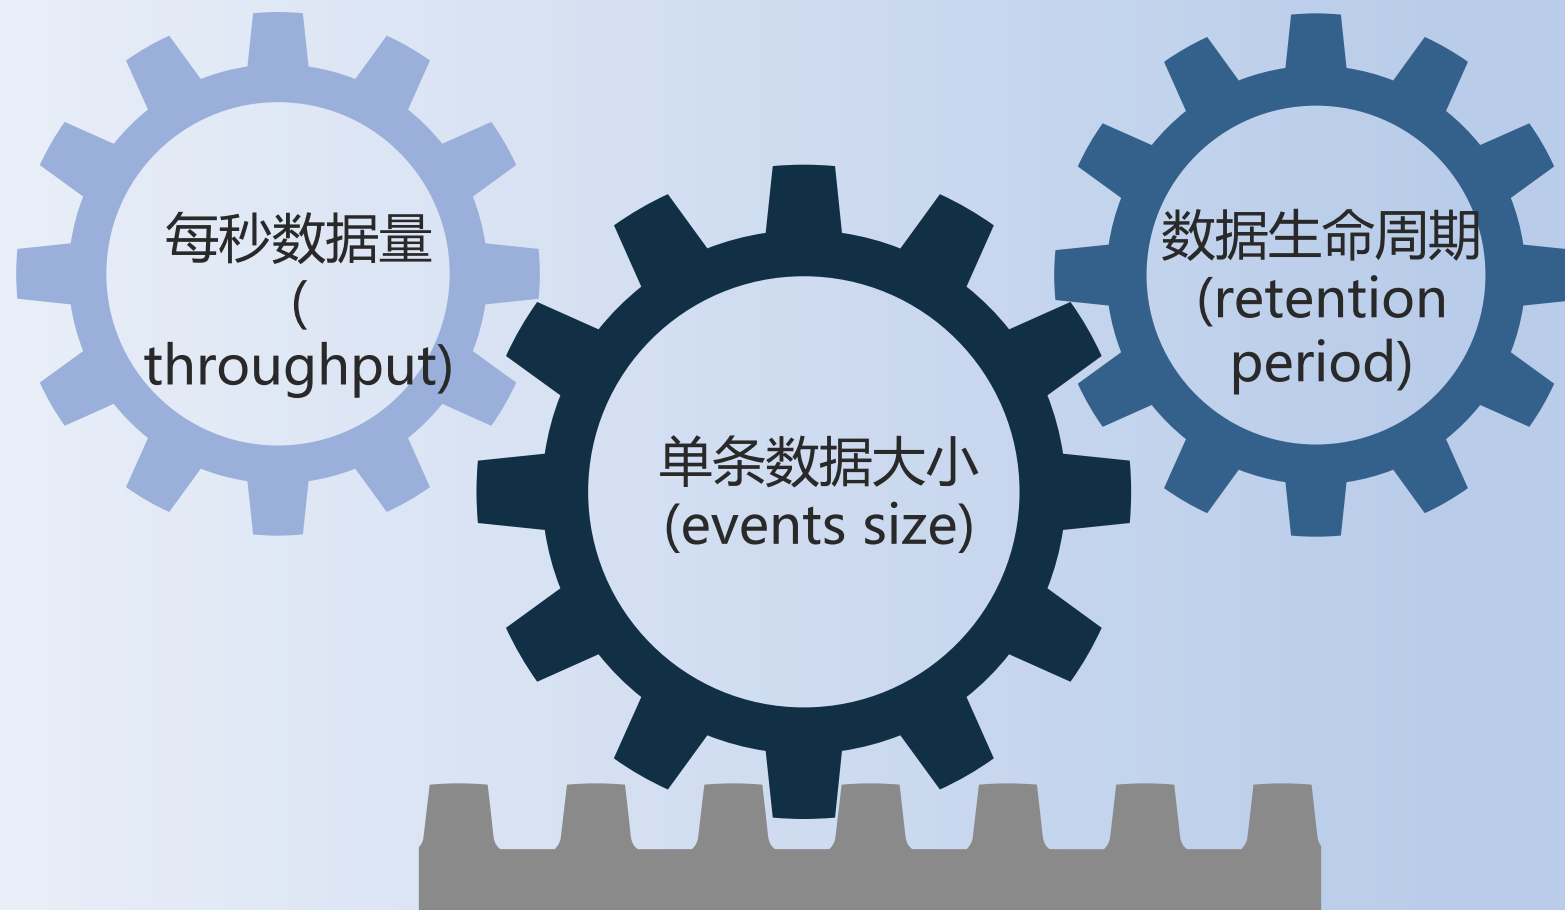 每秒数据量
(
throughput)
单条数据大小
(events size)
数据生命周期
(retention
period)